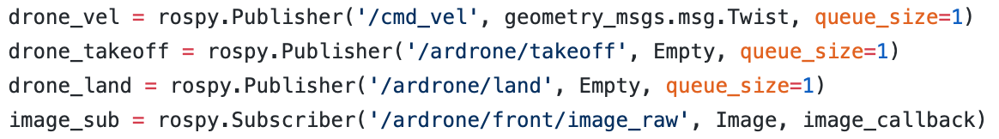 drone_vel = rospy.Publisher('/cmd_vel', geometry_msgs.msg.Twist, queue_size=1)
drone_takeoff = rospy.Publisher('/ardrone/takeoff', Empty, queue_size=1)
drone_land = rospy.Publisher('/ardrone/land', Empty, queue_size=1)
image_sub = rospy.Subscriber('/ardrone/front/image_raw', Image, image_callback)